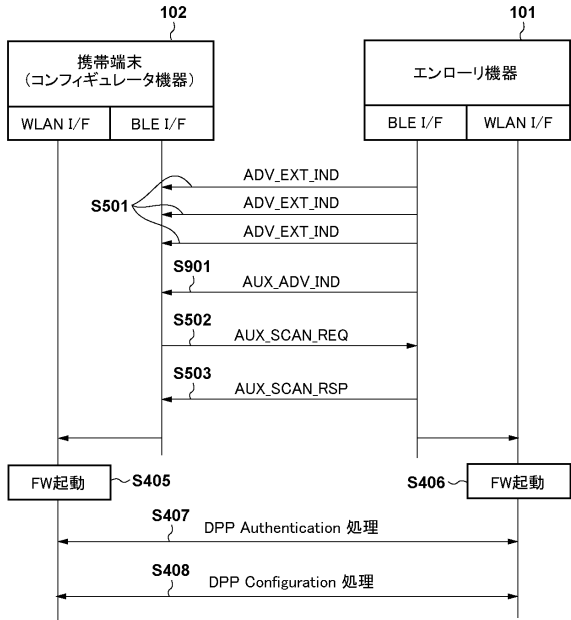 102
101
携帯端末
(コンフィギュレータ機器)
エンローリ機器
WLAN I/F
BLE I/F
BLE I/F
WLAN I/F
ADV_EXT_IND
S501
ADV_EXT_IND
ADV_EXT_IND
S901
AUX_ADV_IND
S502
AUX_SCAN_REQ
S503
AUX_SCAN_RSP
FW起動
S405
S406
FW起動
S407
DPP Authentication 処理
S408
DPP Configuration 処理